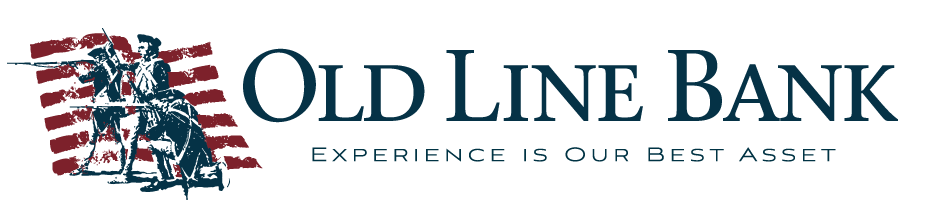 Old Line Bank
Experience is Our Best Asset